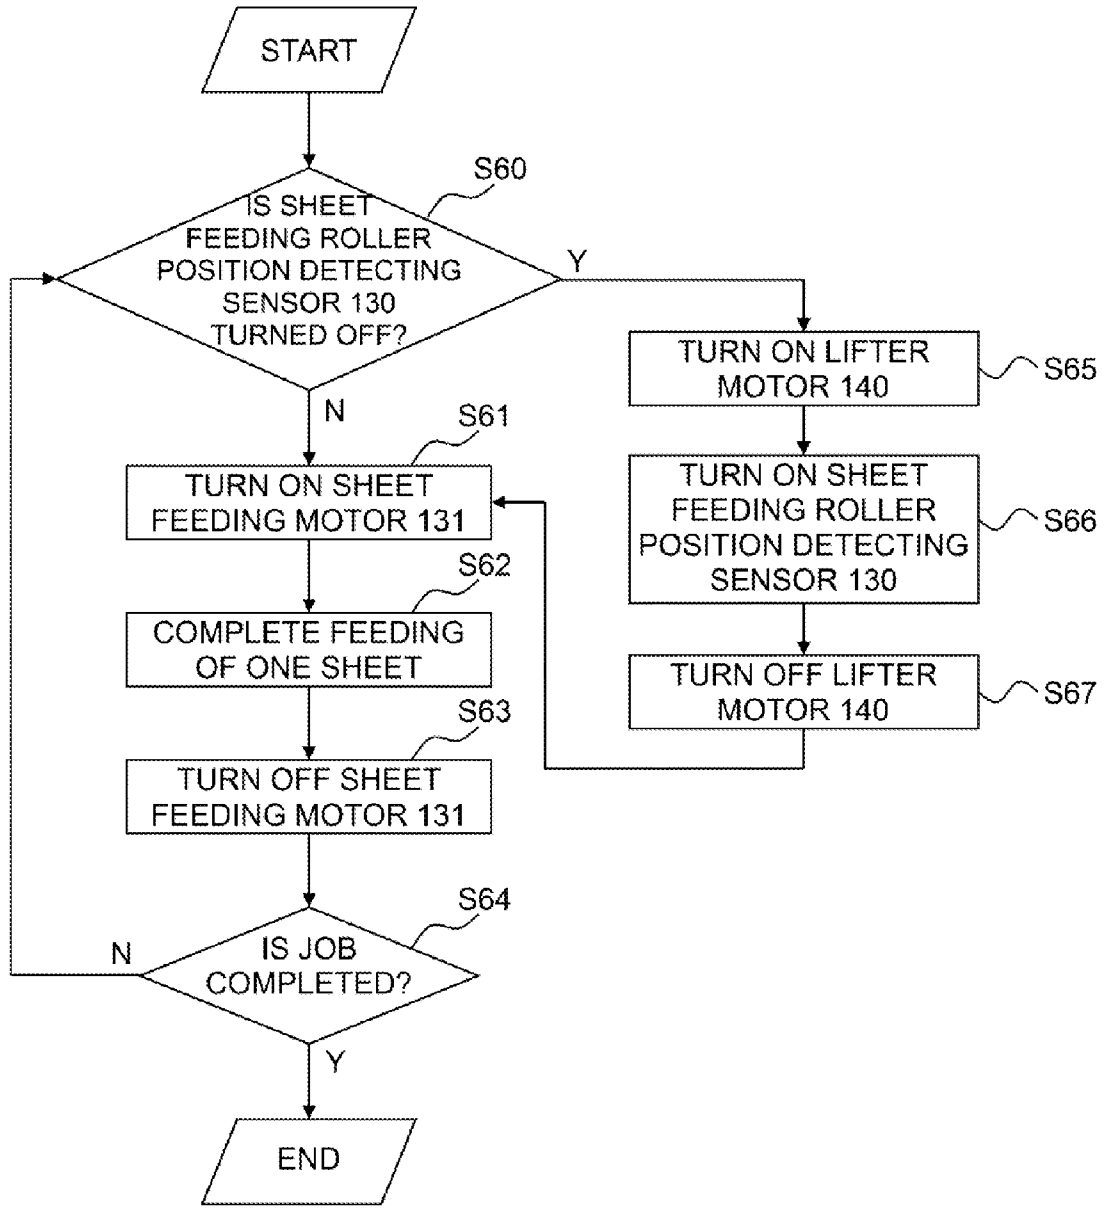 START
S60
IS SHEET
FEEDING ROLLER
POSITION DETECTING
SENSOR 130
TURNED OFF?
Y
N
TURN ON LIFTER
MOTOR 140
S65
S61
TURN ON SHEET
FEEDING MOTOR 131
TURN ON SHEET
FEEDING ROLLER
POSITION DETECTING
SENSOR 130
S66
S62
COMPLETE FEEDING
OF ONE SHEET
TURN OFF LIFTER
MOTOR 140
S67
S63
TURN OFF SHEET
FEEDING MOTOR 131
S64
IS JOB
COMPLETED?
N
Y
END